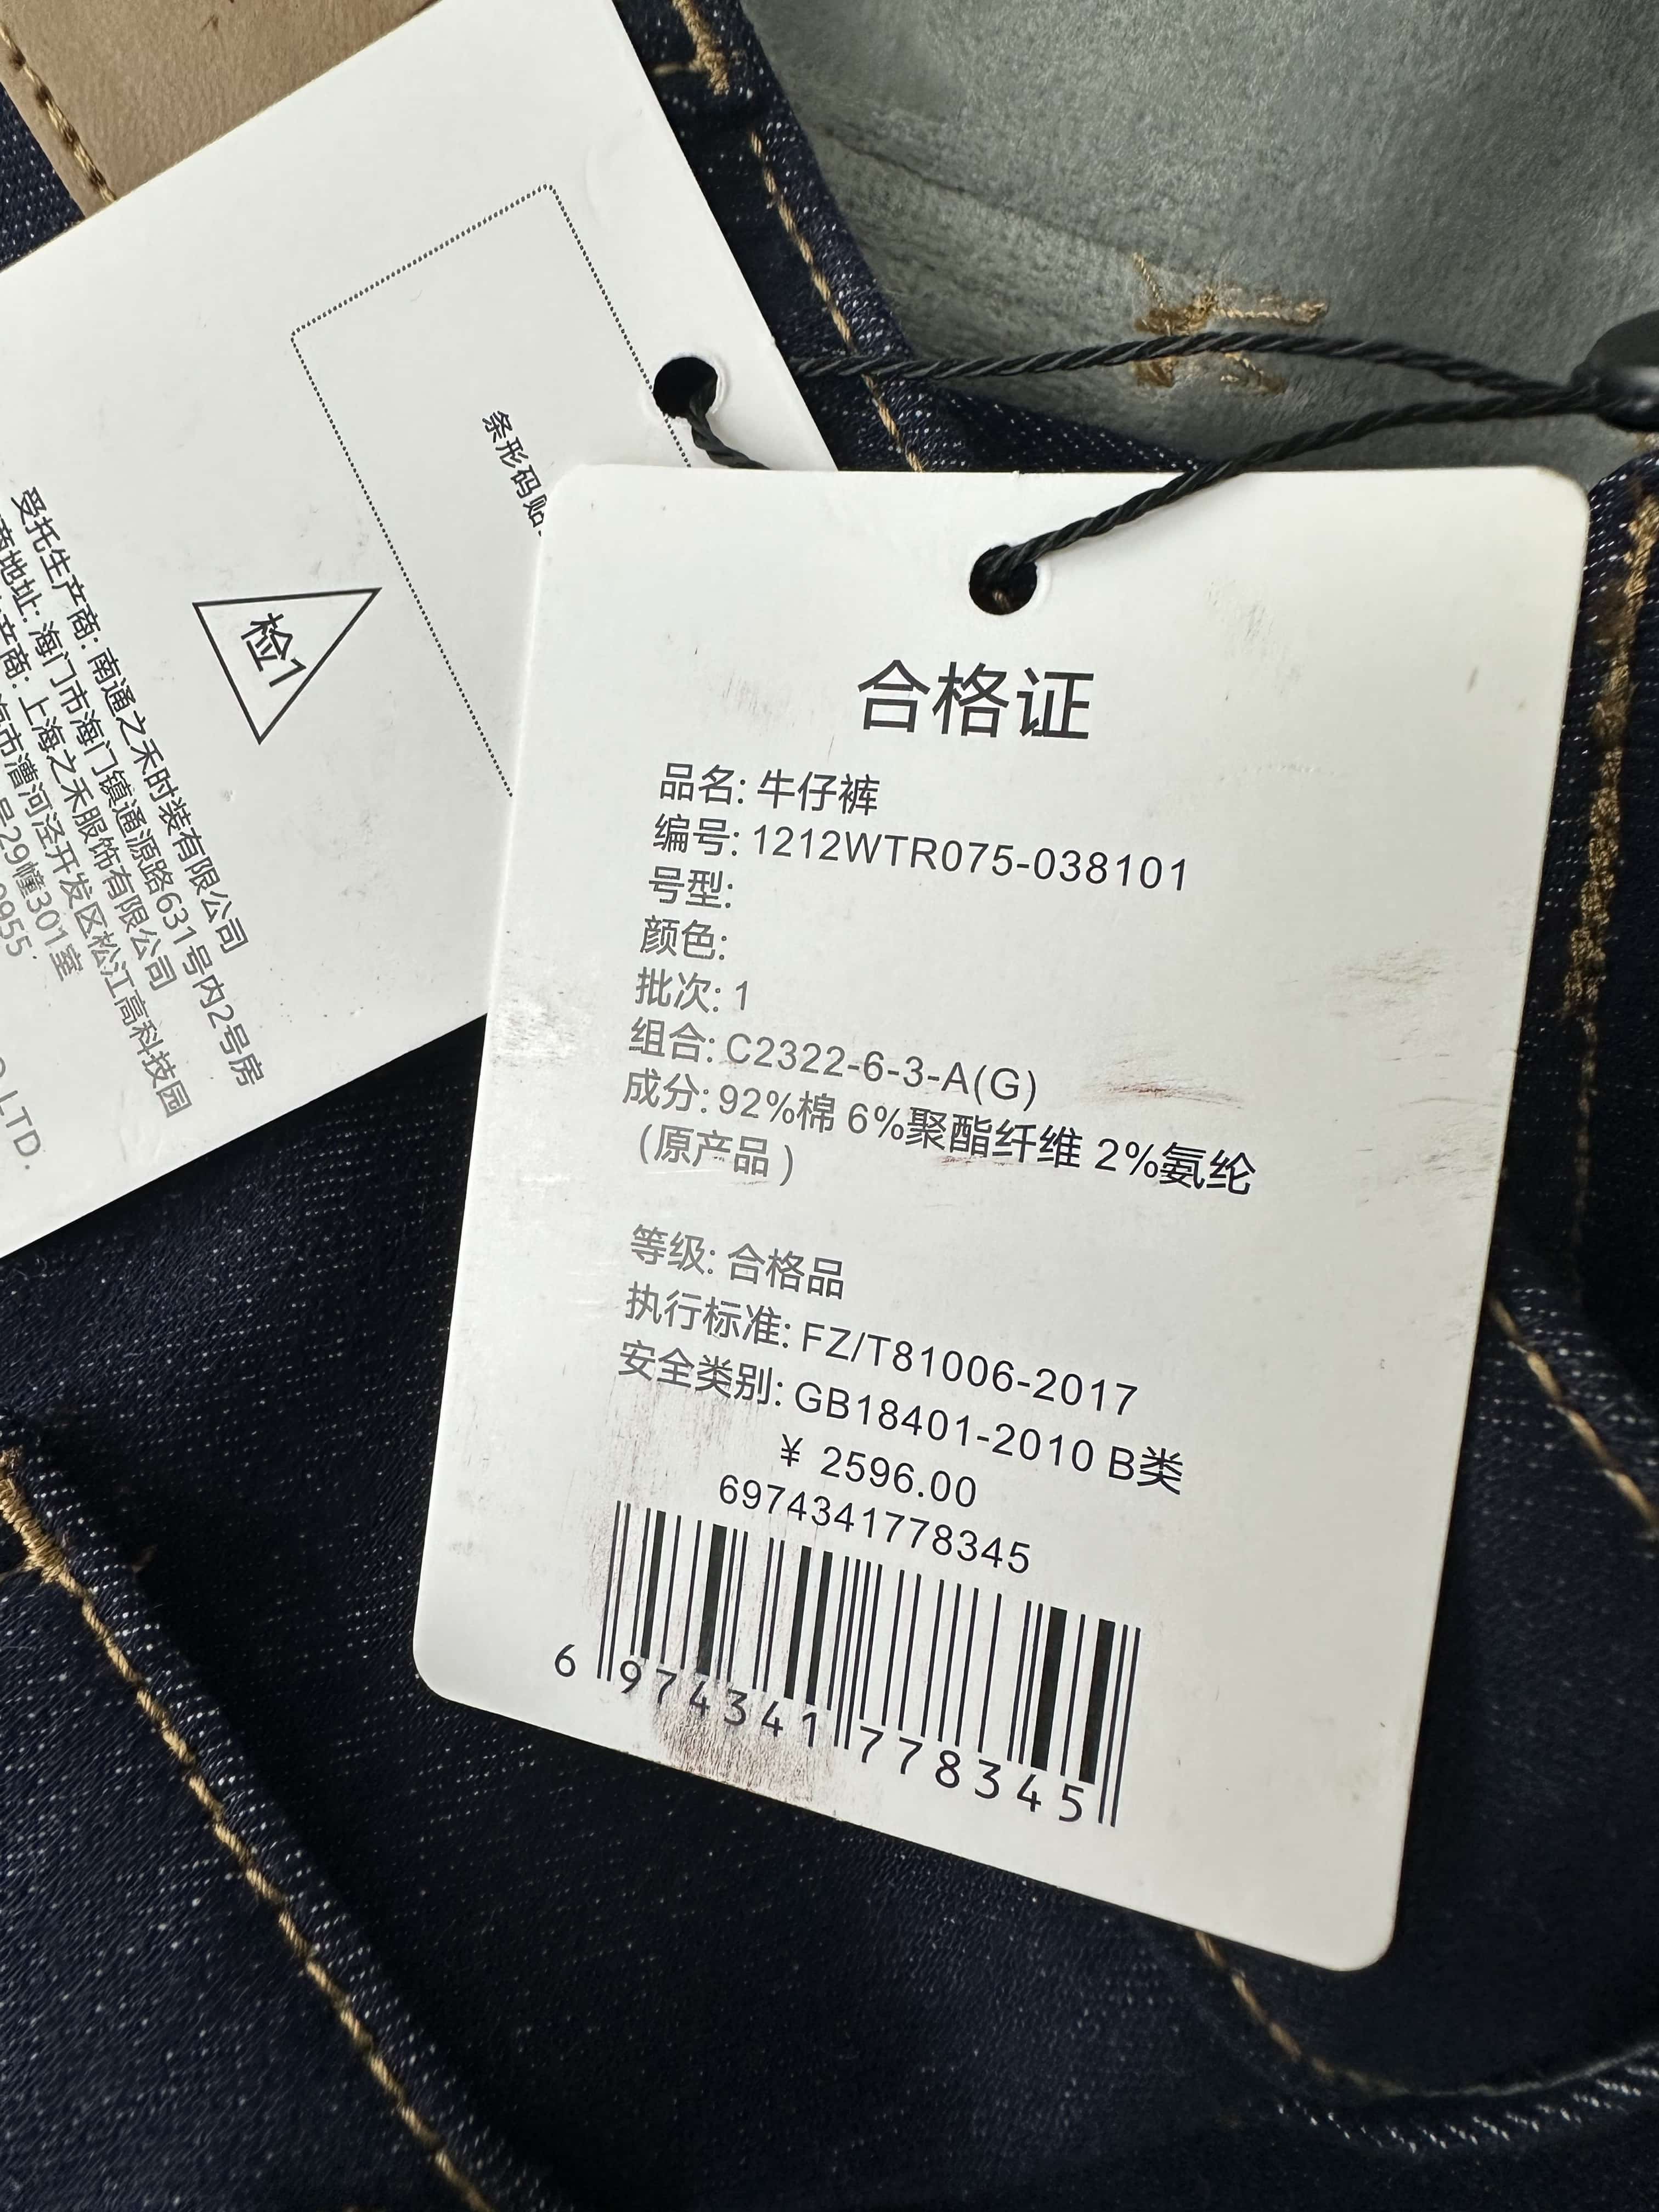 合格证
品名: 牛仔裤
编号: 1212WTR075-038101
号型:
颜色:
批次: 1
组合: C2322-6-3-A(G)
成分: 92%棉 6%聚酯纤维 2%氨纶
(原产品)
等级: 合格品
执行标准: FZ/T81006-2017
安全类别: GB18401-2010 B类
¥ 2596.00
6974341778345
6 974341 778345
条形码贴
检1
受托生产商: 南通之禾时装有限公司
地址: 海门市海门镇通源路631号内2号房
产商: 上海之禾服饰有限公司
市漕河泾开发区松江高科技园
29幢301室
955
LTD.